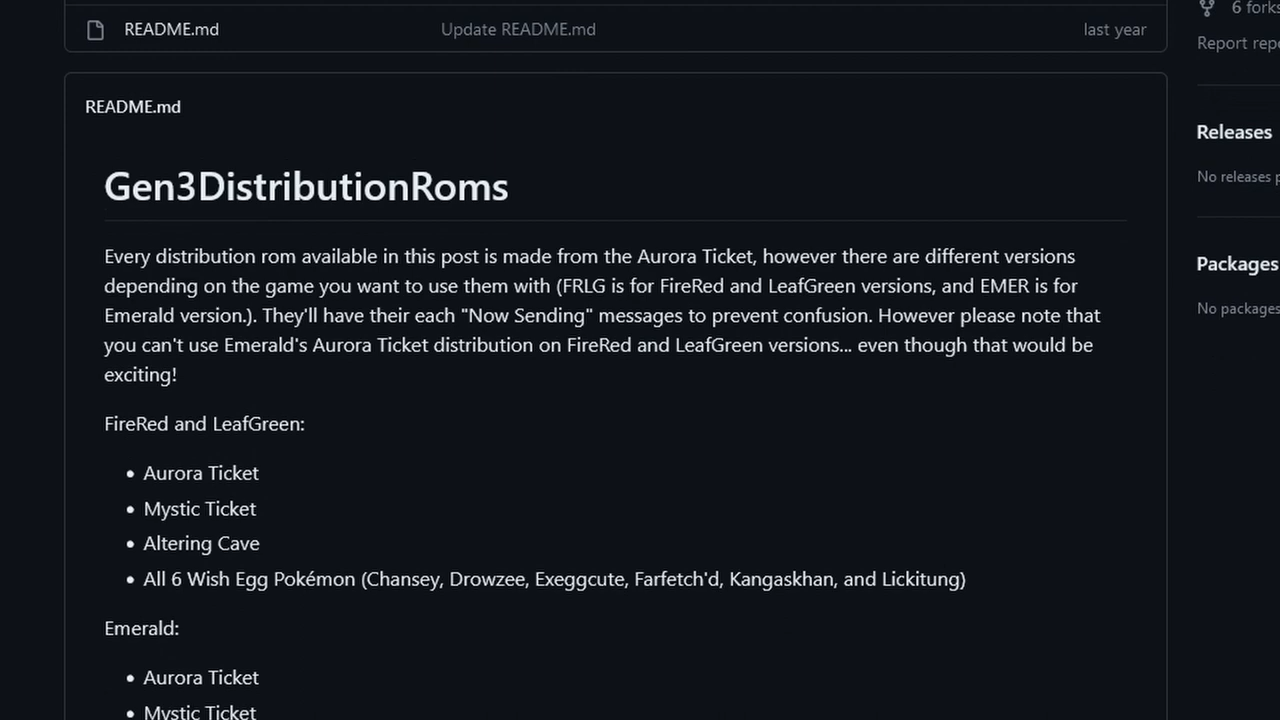 README.md Update README.md last year
6 forks
Report repo
README.md
Gen3DistributionRoms
Every distribution rom available in this post is made from the Aurora Ticket, however there are different versions
depending on the game you want to use them with (FRLG is for FireRed and LeafGreen versions, and EMER is for
Emerald version.). They'll have their each "Now Sending" messages to prevent confusion. However please note that
you can't use Emerald's Aurora Ticket distribution on FireRed and LeafGreen versions... even though that would be
exciting!
FireRed and LeafGreen:
• Aurora Ticket
• Mystic Ticket
• Altering Cave
• All 6 Wish Egg Pokémon (Chansey, Drowzee, Exeggcute, Farfetch'd, Kangaskhan, and Lickitung)
Emerald:
• Aurora Ticket
• Mystic Ticket
Releases
No releases p
Packages
No packages